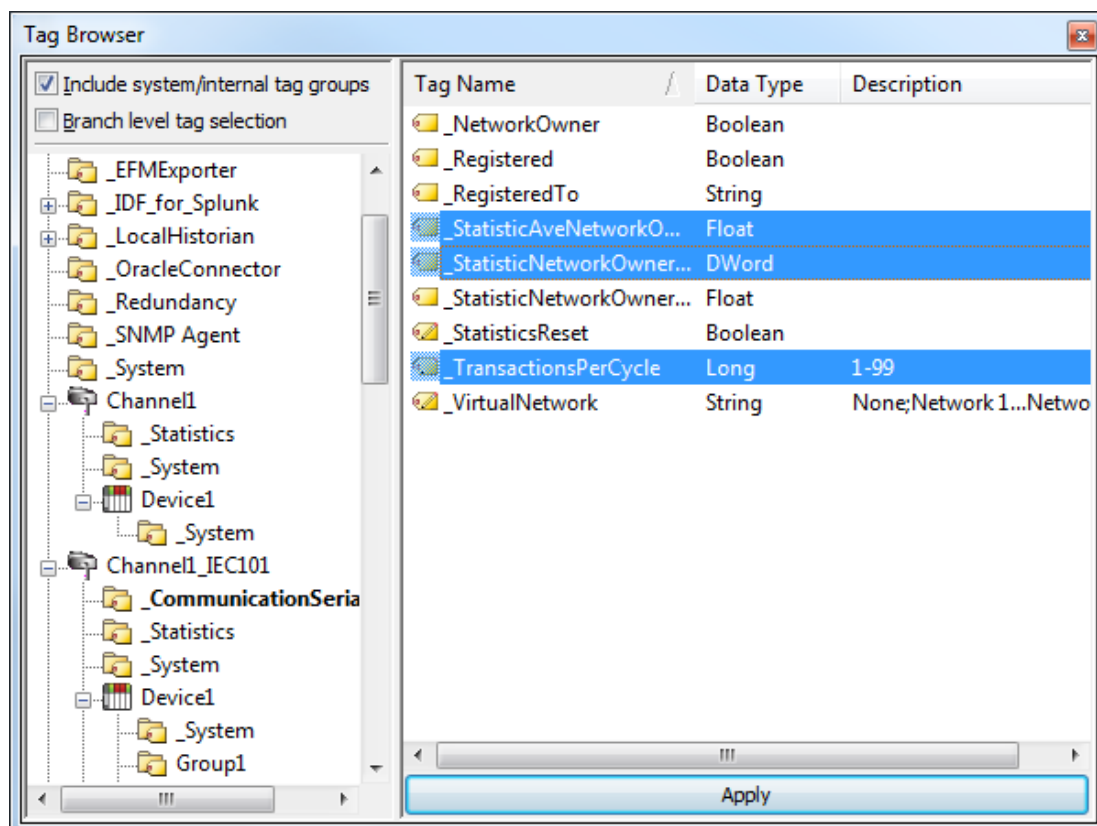 Tag Browser
Include system/internal tag groups
Branch level tag selection
_EFMExporter
_IDF_for_Splunk
_LocalHistorian
_OracleConnector
_Redundancy
_SNMP Agent
_System
Channel1
_Statistics
_System
Device1
_System
Channel1_IEC101
_CommunicationSeria
_Statistics
_System
Device1
_System
Group1
Tag Name Data Type Description
_NetworkOwner Boolean
_Registered Boolean
_RegisteredTo String
_StatisticAveNetworkO... Float
_StatisticNetworkOwner... DWord
_StatisticNetworkOwner... Float
_StatisticsReset Boolean
_TransactionsPerCycle Long 1-99
_VirtualNetwork String None;Network 1...Netwo
Apply